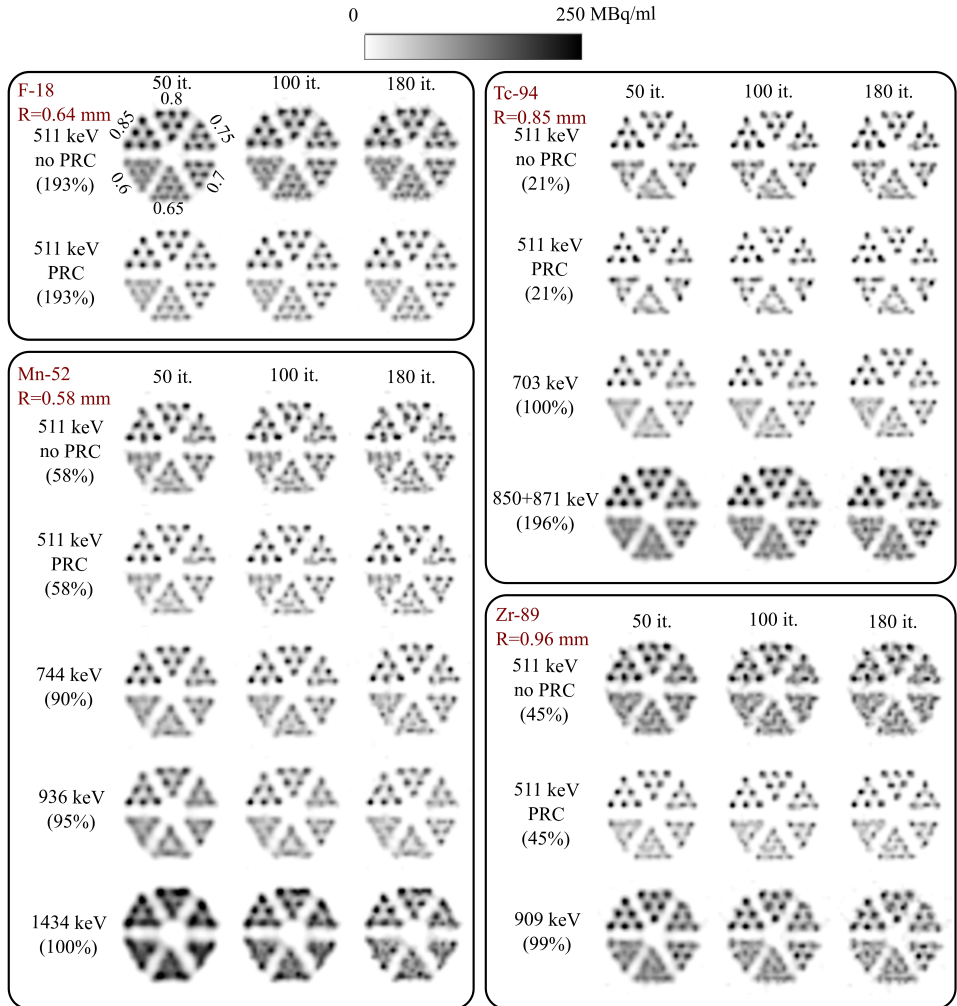 0 250 MBq/ml
F-18
R=0.64 mm
50 it. 100 it. 180 it.
0.8
0.85
0.75
0.6
0.7
0.65
511 keV
no PRC
(193%)
511 keV
PRC
(193%)
Mn-52
R=0.58 mm
50 it. 100 it. 180 it.
511 keV
no PRC
(58%)
511 keV
PRC
(58%)
744 keV
(90%)
936 keV
(95%)
1434 keV
(100%)
Tc-94
R=0.85 mm
50 it. 100 it. 180 it.
511 keV
no PRC
(21%)
511 keV
PRC
(21%)
703 keV
(100%)
850+871 keV
(196%)
Zr-89
R=0.96 mm
50 it. 100 it. 180 it.
511 keV
no PRC
(45%)
511 keV
PRC
(45%)
909 keV
(99%)